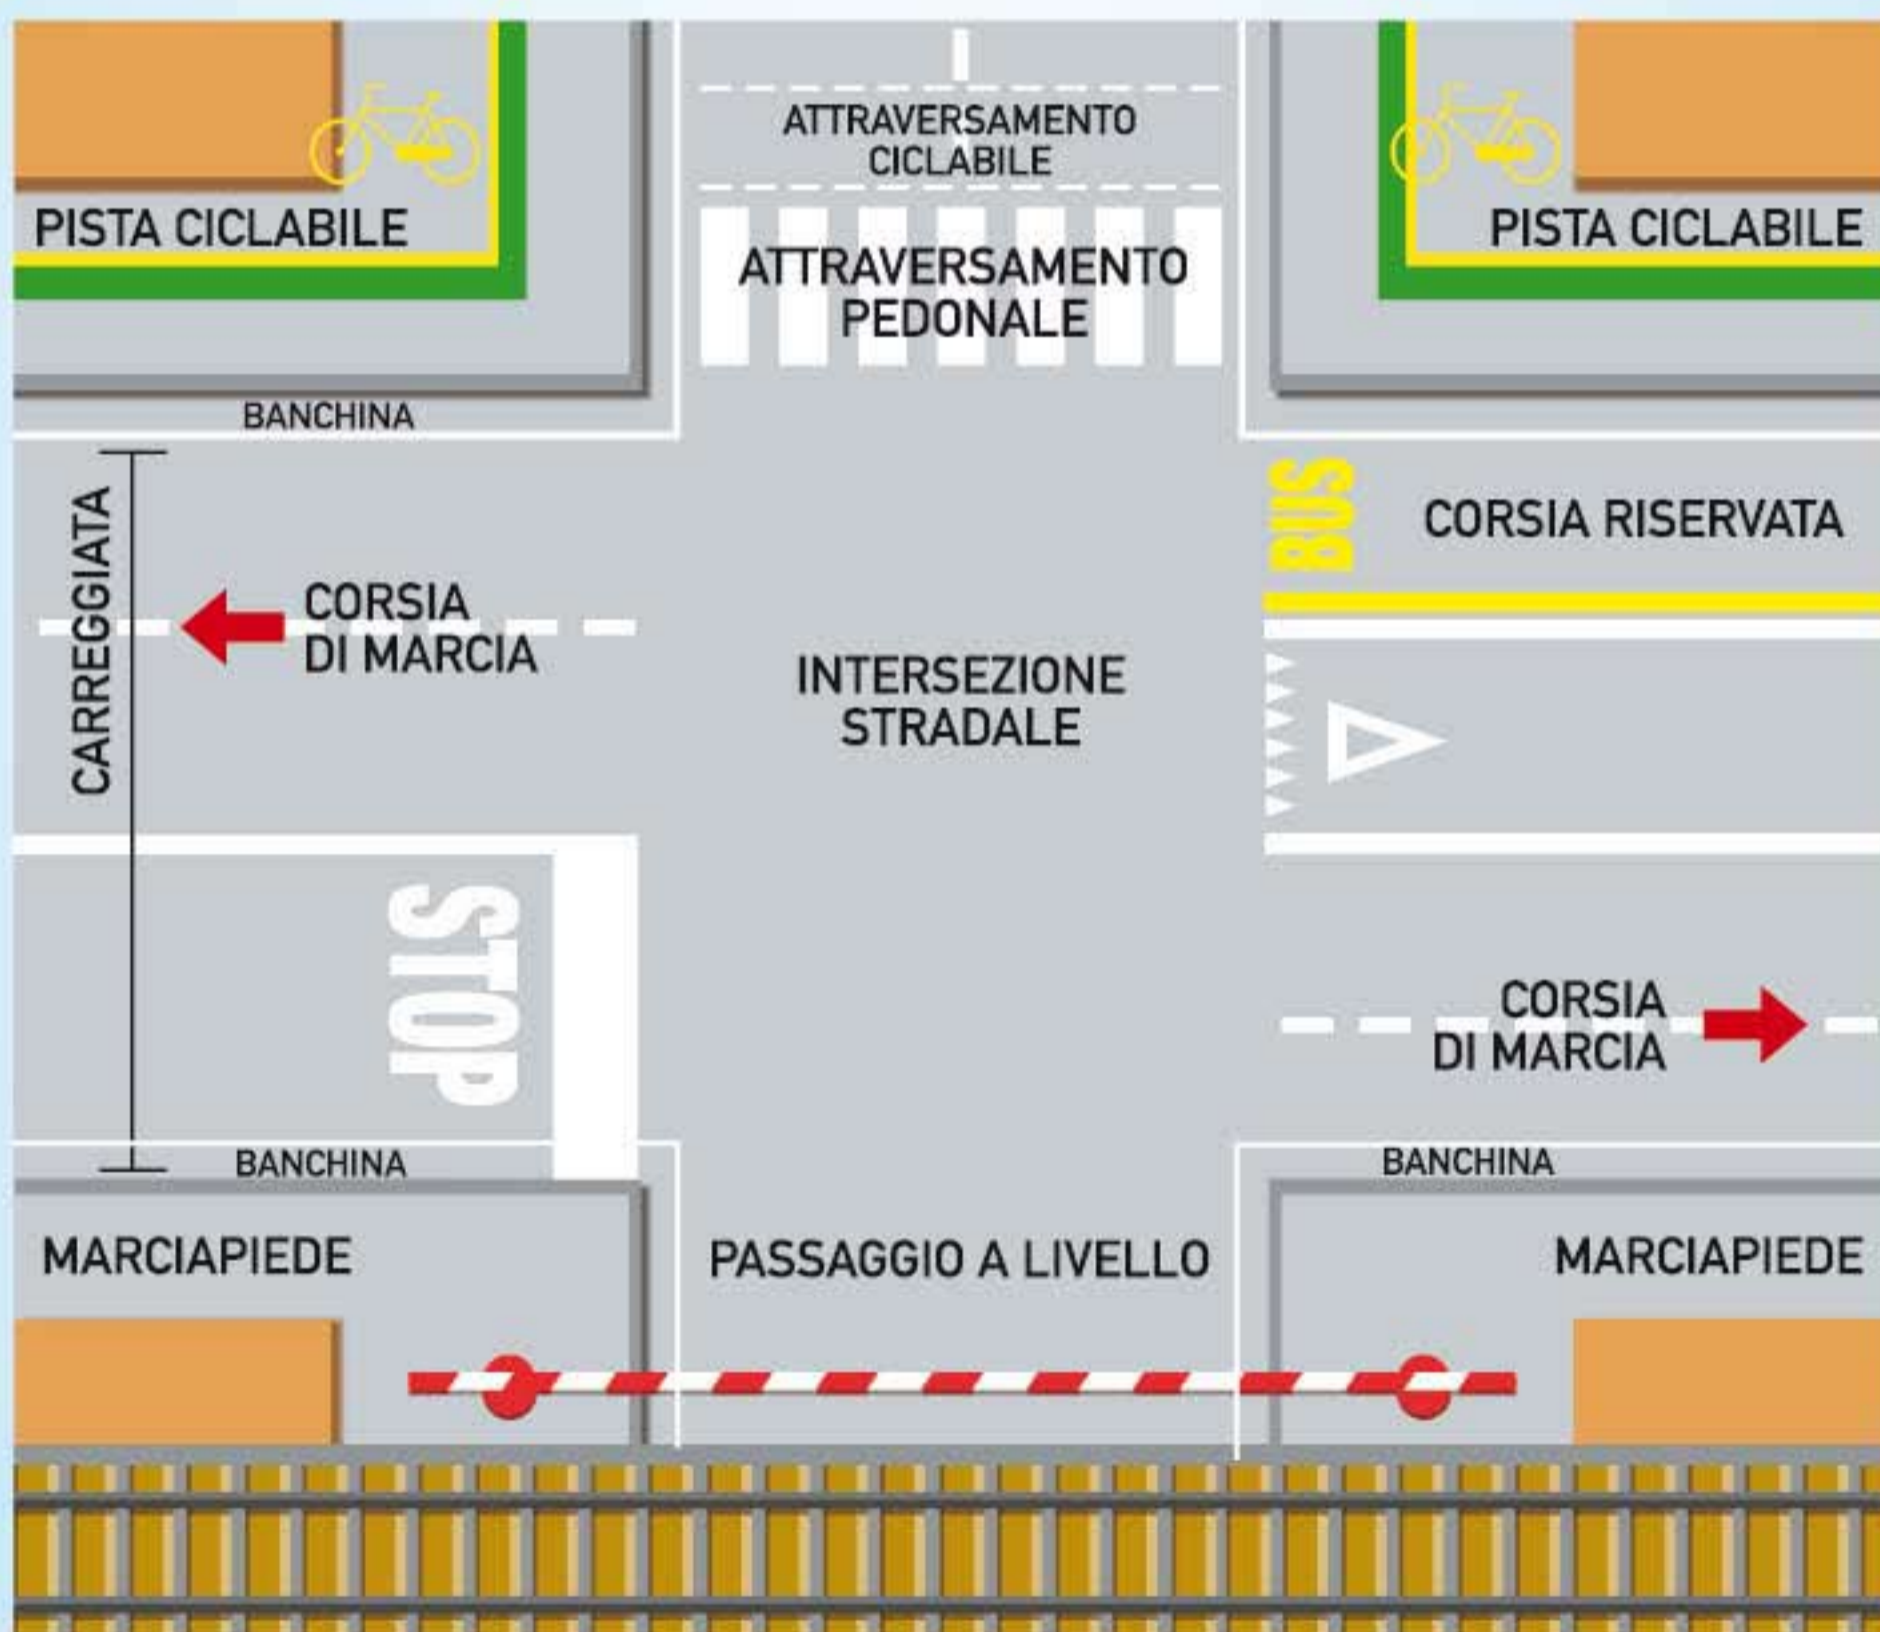 ATTRAVERSAMENTO
CICLABILE
PISTA CICLABILE
PISTA CICLABILE
ATTRAVERSAMENTO
PEDONALE
BANCHINA
CARREGGIATA
BUS
CORSIA RISERVATA
CORSIA
DI MARCIA
INTERSEZIONE
STRADALE
STOP
CORSIA
DI MARCIA
BANCHINA
BANCHINA
MARCIAPIEDE
PASSAGGIO A LIVELLO
MARCIAPIEDE